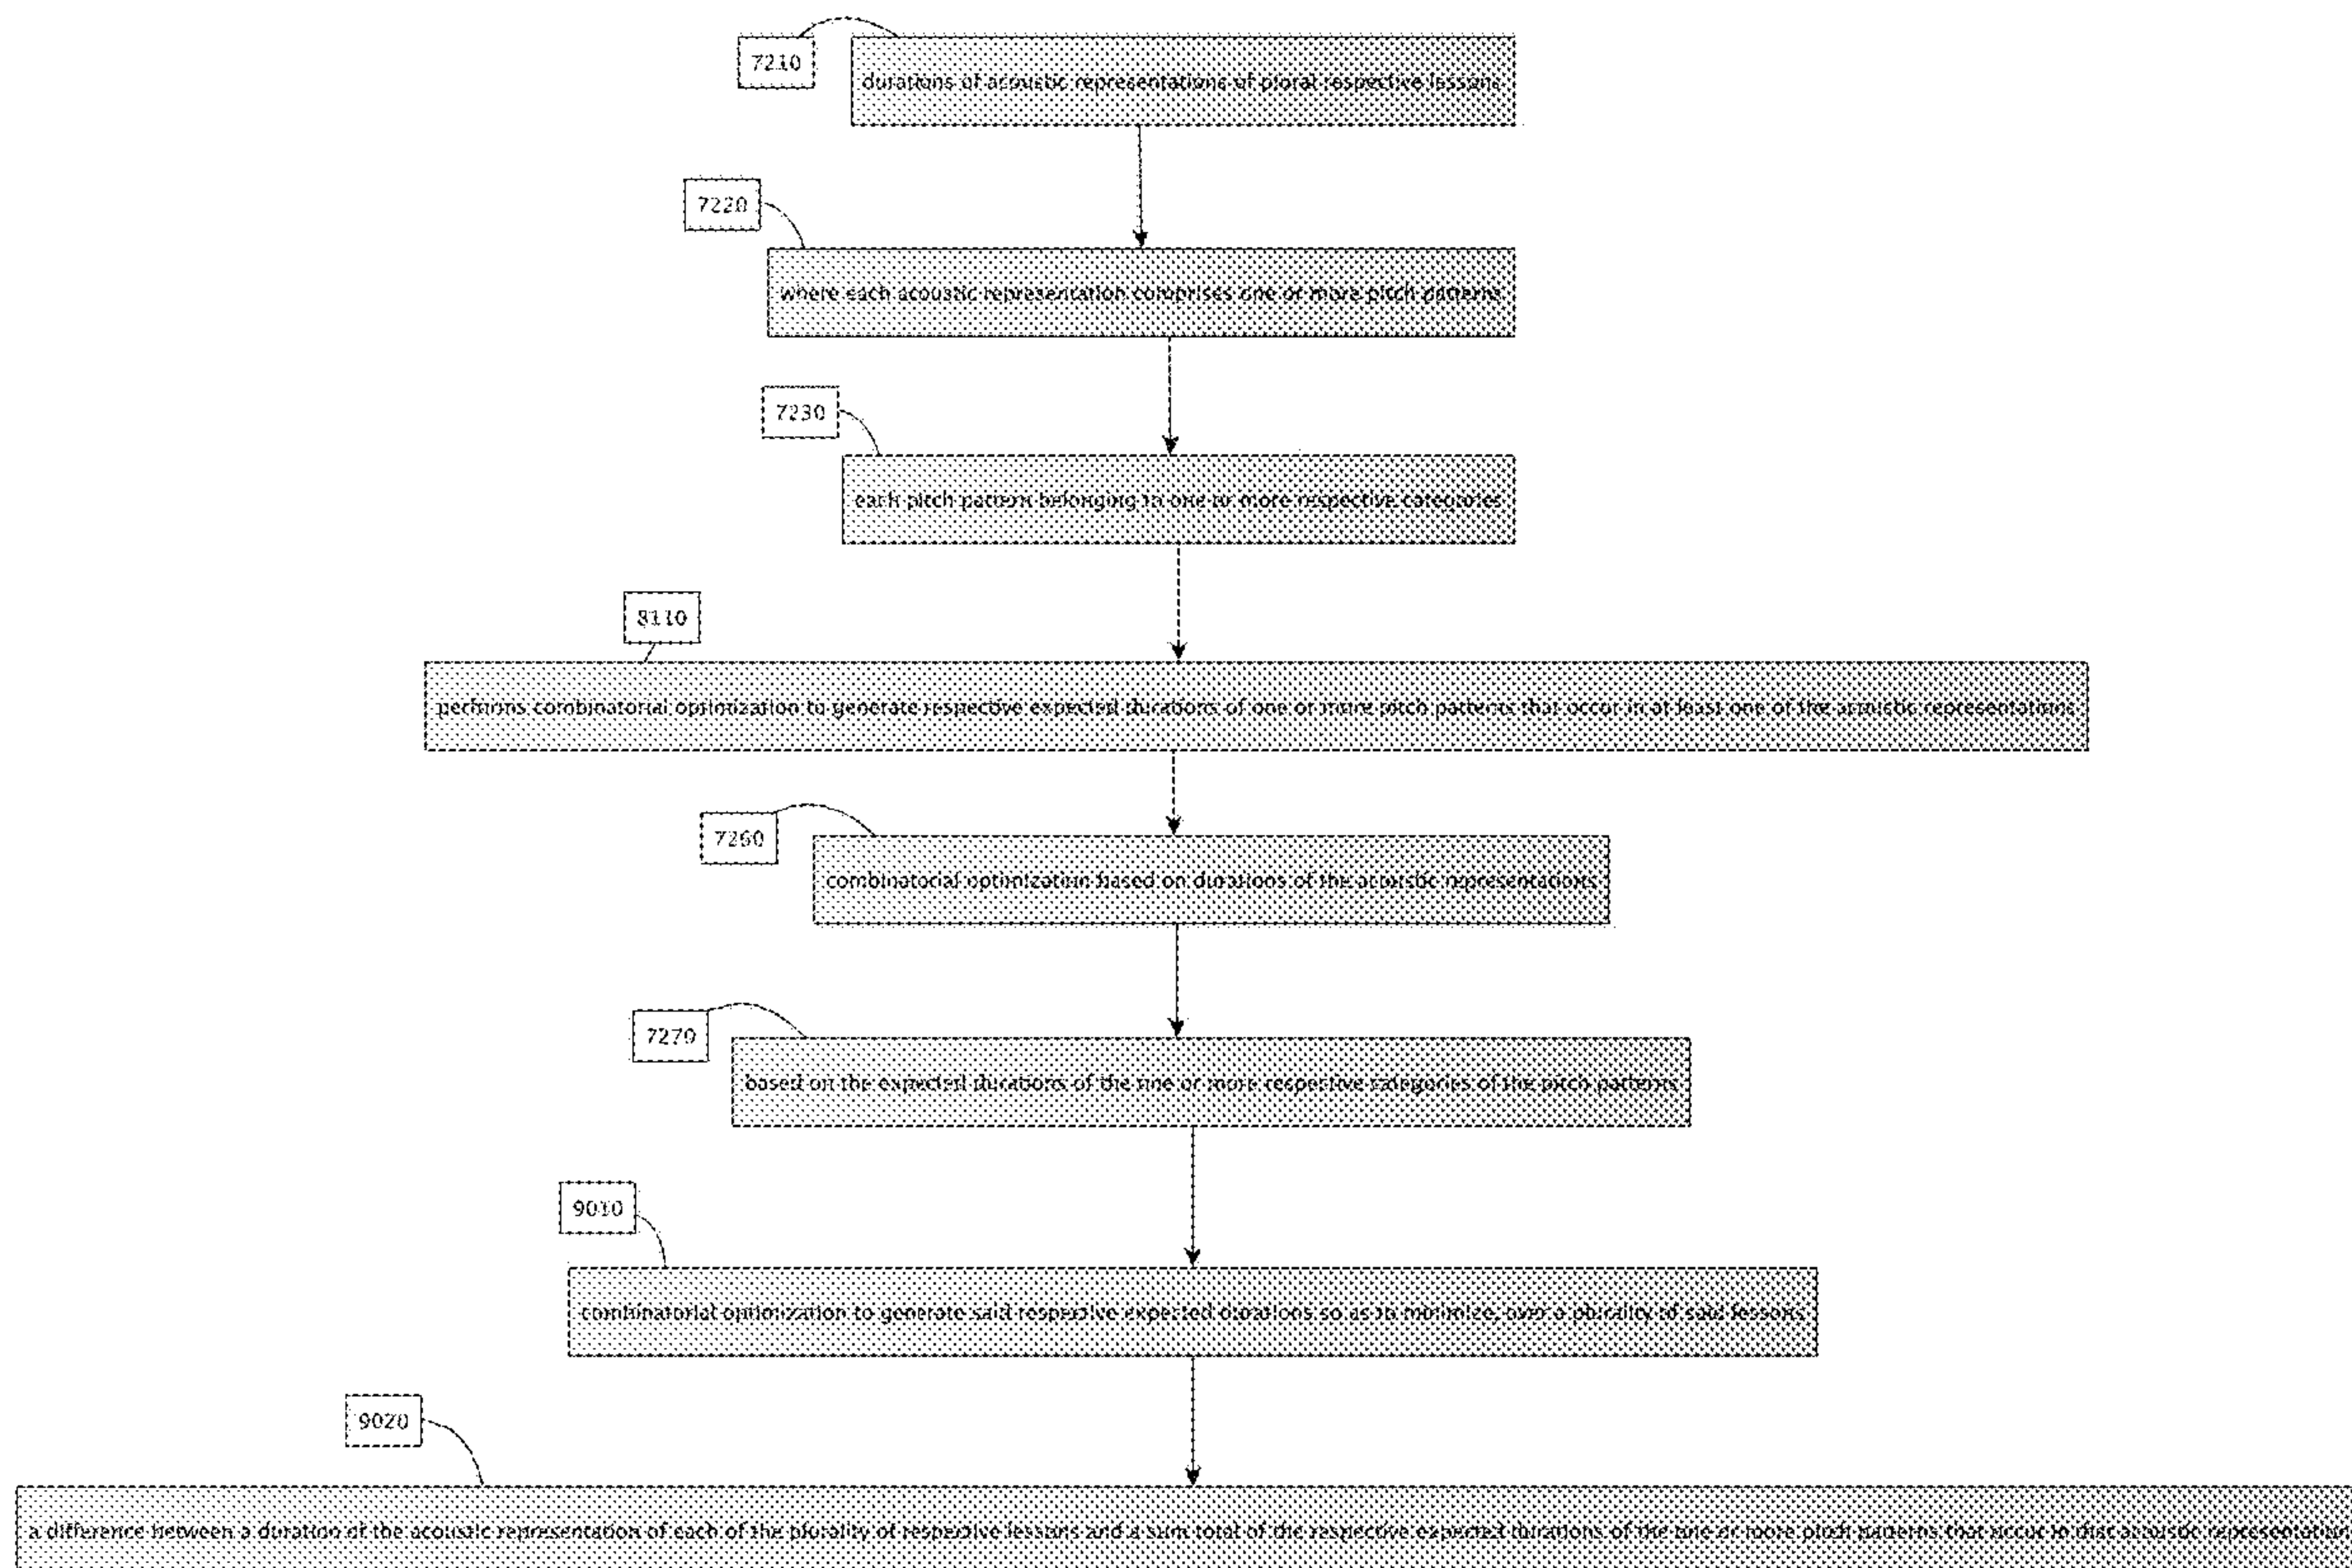 7210
durations of acoustic representations of plural respective lessons
7220
where each acoustic representation comprises one or more pitch patterns
7230
each pitch pattern belonging to one or more respective categories
8110
performs combinatorial optimization to generate respective expected durations of one or more pitch patterns that occur in at least one of the acoustic representations
7260
combinatorial optimization based on durations of the acoustic representations
7270
based on the expected durations of the one or more respective categories of the pitch patterns
9010
combinatorial optimization to generate said respective expected durations so as to minimize, over a plurality of said lessons
9020
a difference between a duration of the acoustic representation of each of the plurality of respective lessons and a sum total of the respective expected durations of the one or more pitch patterns that occur in that acoustic representation